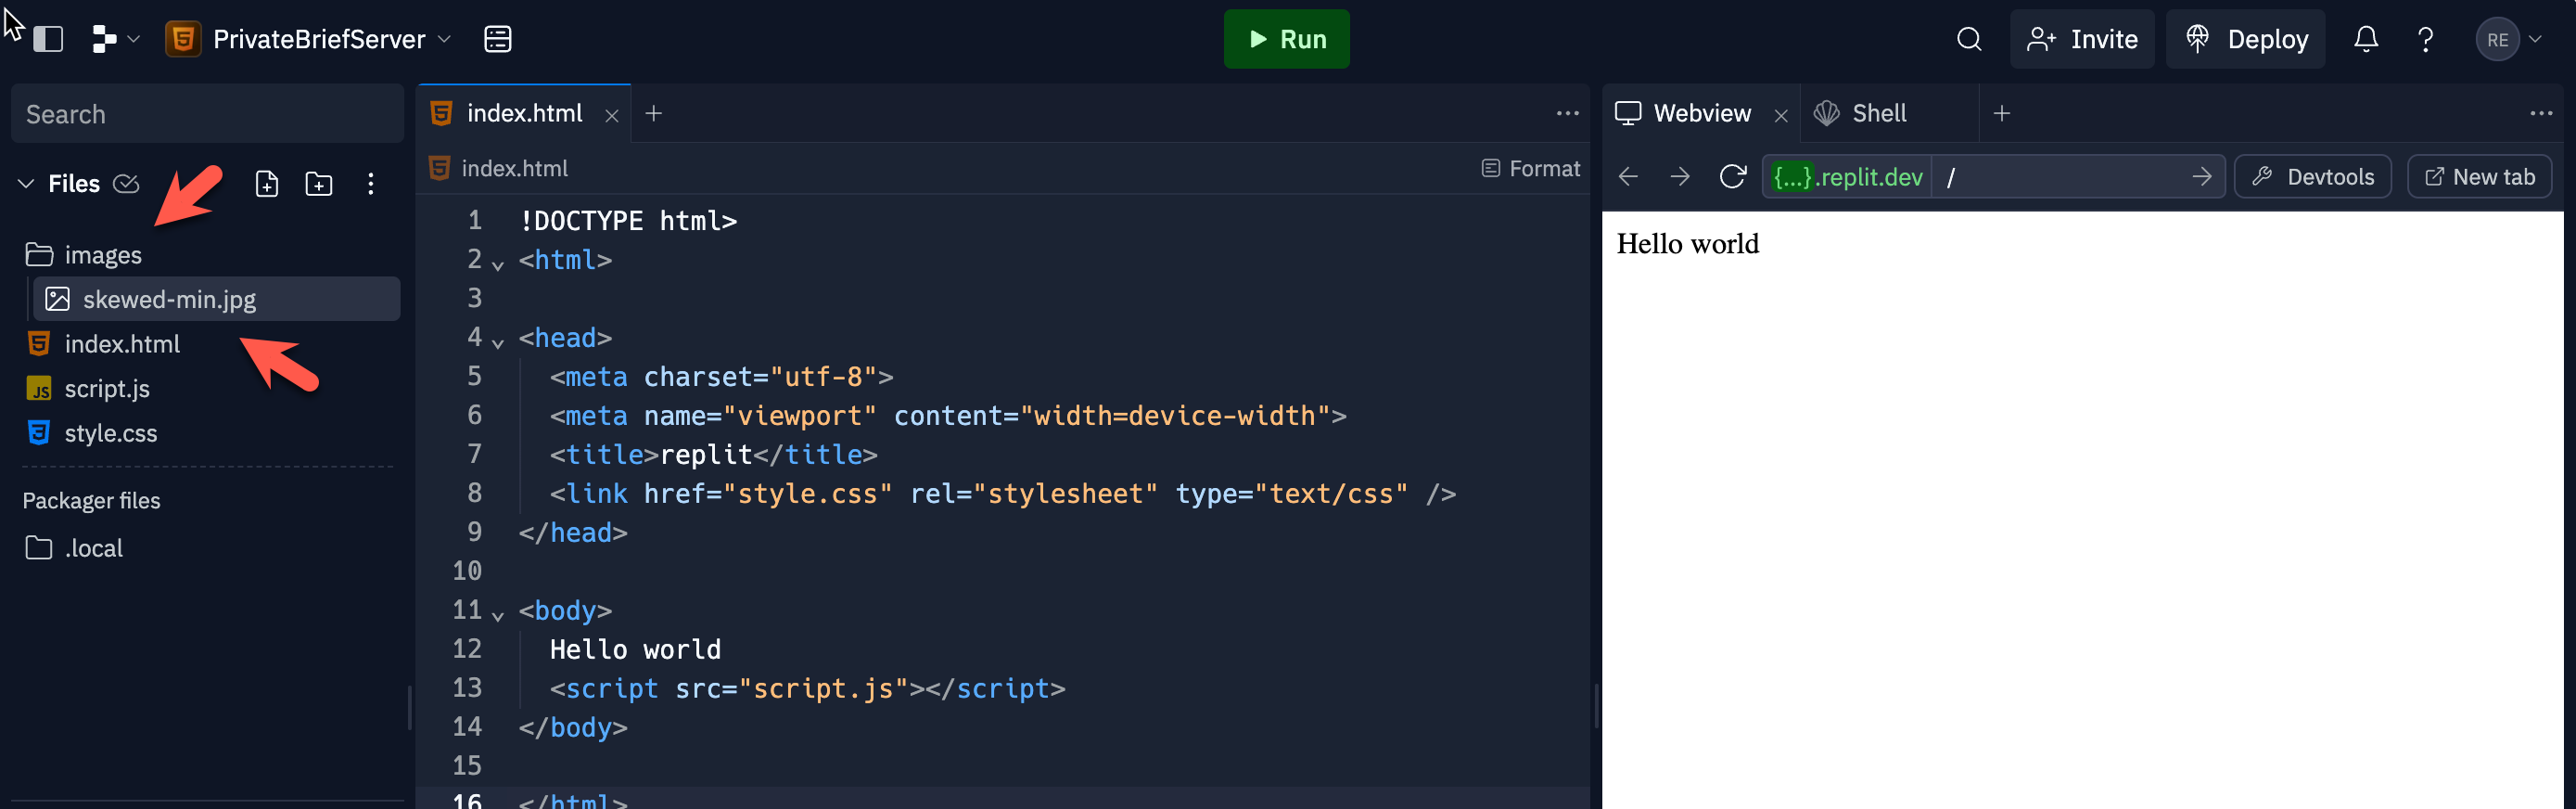 PrivateBriefServer
Run
Invite
Deploy
RE
Search
Files
images
skewed-min.jpg
index.html
script.js
style.css
Packager files
.local
index.html
index.html
Format
1 !DOCTYPE html>
2 <html>
3
4 <head>
5 <meta charset="utf-8">
6 <meta name="viewport" content="width=device-width">
7 <title>replit</title>
8 <link href="style.css" rel="stylesheet" type="text/css" />
9 </head>
10
11 <body>
12 Hello world
13 <script src="script.js"></script>
14 </body>
15
16 </html>
Webview
Shell
{...}.replit.dev /
Devtools
New tab
Hello world